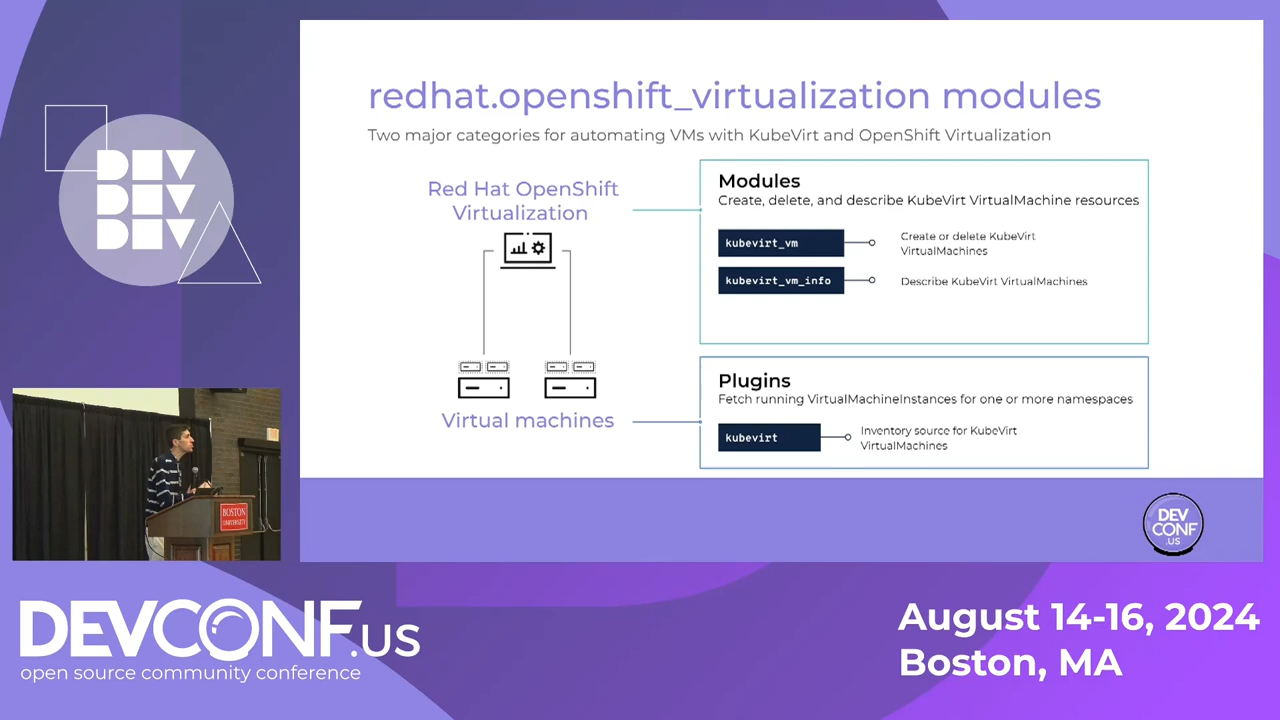 redhat.openshift_virtualization modules
Two major categories for automating VMs with KubeVirt and OpenShift Virtualization
Red Hat OpenShift
Virtualization
Virtual machines
Modules
Create, delete, and describe KubeVirt VirtualMachine resources
kubevirt_vm
Create or delete KubeVirt
VirtualMachines
kubevirt_vm_info
Describe KubeVirt VirtualMachines
Plugins
Fetch running VirtualMachineInstances for one or more namespaces
kubevirt
Inventory source for KubeVirt
VirtualMachines
DEV
CONF
.US
DEV
DEV
DEV
BOSTON
UNIVERSITY
DEVCONF.US
open source community conference
August 14-16, 2024
Boston, MA